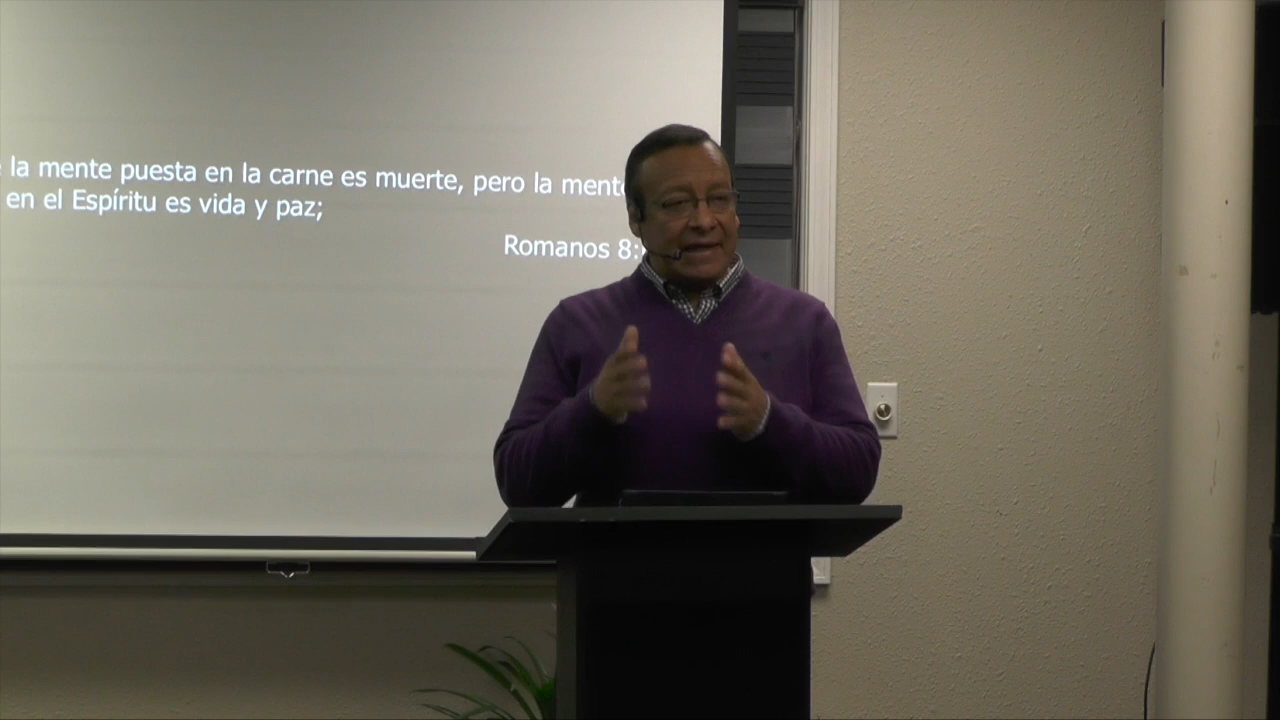 la mente puesta en la carne es muerte, pero la mente
en el Espíritu es vida y paz;
Romanos 8: